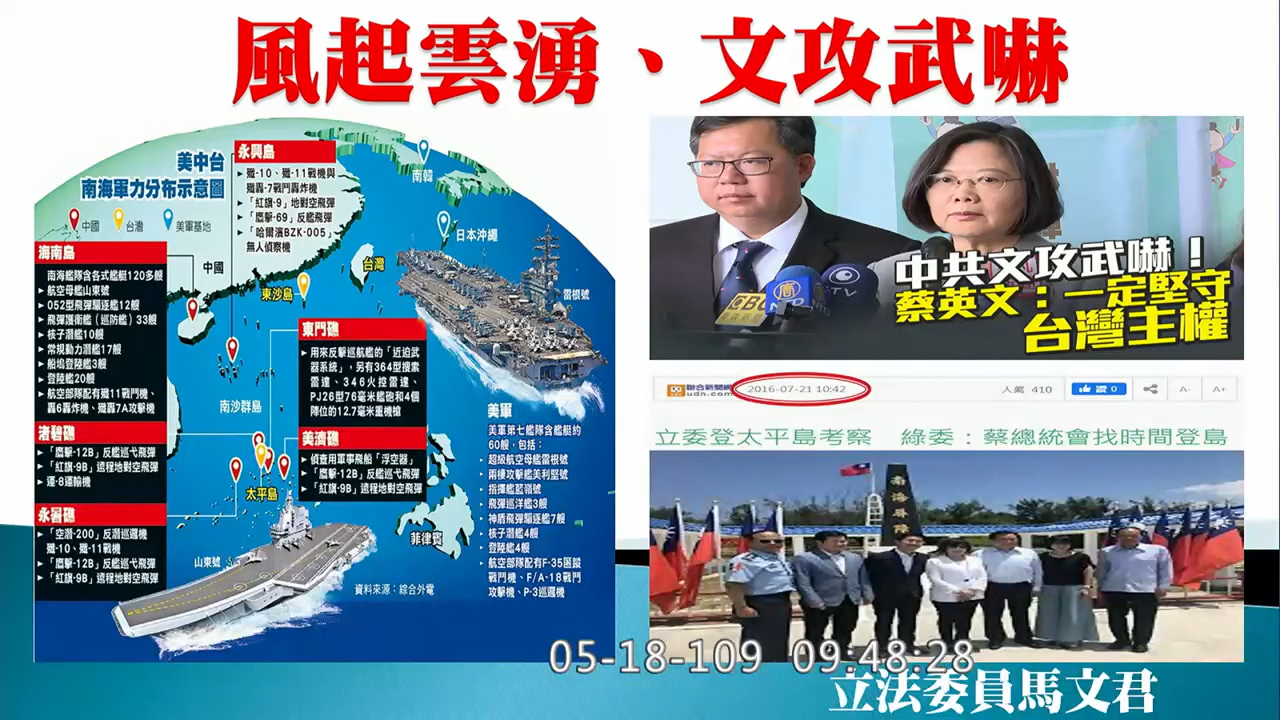 風起雲湧、文攻武嚇
美中台
南海軍力分布示意圖
中國
台灣
美軍基地
永興島
▸ 殲-10、殲-11戰機與
殲轟-7戰鬥轟炸機
▸ 「紅旗-9」地對空飛彈
▸ 「鷹擊-69」反艦飛彈
▸ 「哈爾濱BZK-005」
無人偵察機
南韓
日本沖繩
中國
台灣
東沙島
雷根號
海南島
南海艦隊含各式艦艇120多艘
▸ 航空母艦山東號
▸ 052型飛彈驅逐艦12艘
▸ 飛彈護衛艦（巡防艦）33艘
▸ 核子潛艦10艘
▸ 常規動力潛艦17艘
▸ 船塢登陸艦3艘
▸ 登陸艦20艘
▸ 航空部隊配有殲11戰鬥機、
轟6轟炸機、殲轟7A攻擊機
東門礁
▸ 用來反擊巡航艦的「近迫武
器系統」，另有364型搜索
雷達、346火控雷達、
PJ26型76毫米艦砲和4個
陣位的12.7毫米重機槍
南沙群島
渚碧礁
▸ 「鷹擊-12B」反艦巡弋飛彈
▸ 「紅旗-9B」遠程地對空飛彈
▸ 運-8運輸機
美濟礁
▸ 偵查用軍事飛船「浮空器」
▸ 「鷹擊-12B」反艦巡弋飛彈
▸ 「紅旗-9B」遠程地對空飛彈
太平島
永暑礁
▸ 「空潛-200」反潛巡邏機
殲-10、殲-11戰機
▸ 「鷹擊-12B」反艦巡弋飛彈
▸ 「紅旗-9B」遠程地對空飛彈
山東號
菲律賓
資料來源：綜合外電
美軍
美軍第七艦隊含艦艇約
60艘，包括：
▸ 超級航空母艦雷根號
▸ 兩棲攻擊艦美利堅號
▸ 指揮艦藍嶺號
▸ 飛彈巡洋艦3艘
▸ 神盾飛彈驅逐艦7艘
▸ 核子潛艦4艘
▸ 登陸艦4艘
▸ 航空部隊配有F-35匿蹤
戰鬥機、F/A-18戰鬥
攻擊機、P-3巡邏機
中共文攻武嚇！
蔡英文：一定堅守
台灣主權
聯合新聞網
udn.com
2016-07-21 10:42
人氣 410
讚 0
A-
A+
立委登太平島考察 綠委：蔡總統會找時間登島
05-18-109 09:48:28
立法委員馬文君